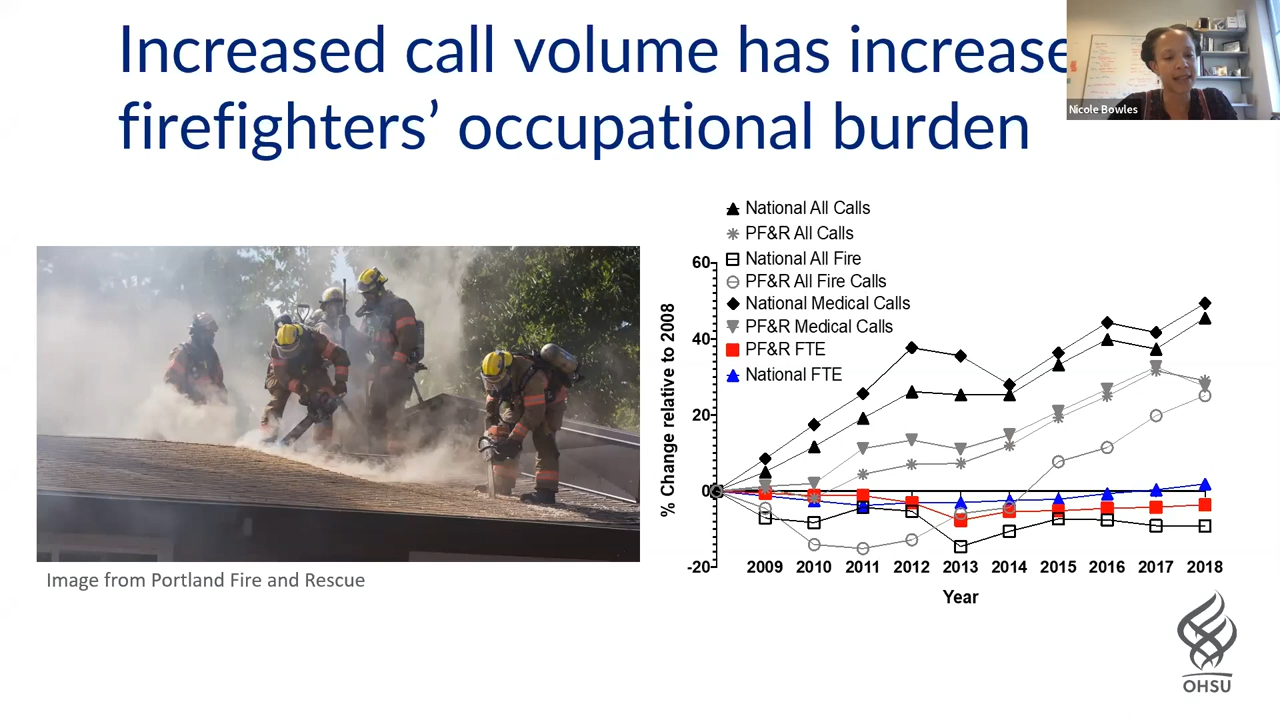 Increased call volume has increase
firefighters’ occupational burden
Nicole Bowles
National All Calls
PF&R All Calls
National All Fire
PF&R All Fire Calls
National Medical Calls
PF&R Medical Calls
PF&R FTE
National FTE
% Change relative to 2008
60
40
20
0
-20
2009 2010 2011 2012 2013 2014 2015 2016 2017 2018
Year
Image from Portland Fire and Rescue
OHSU